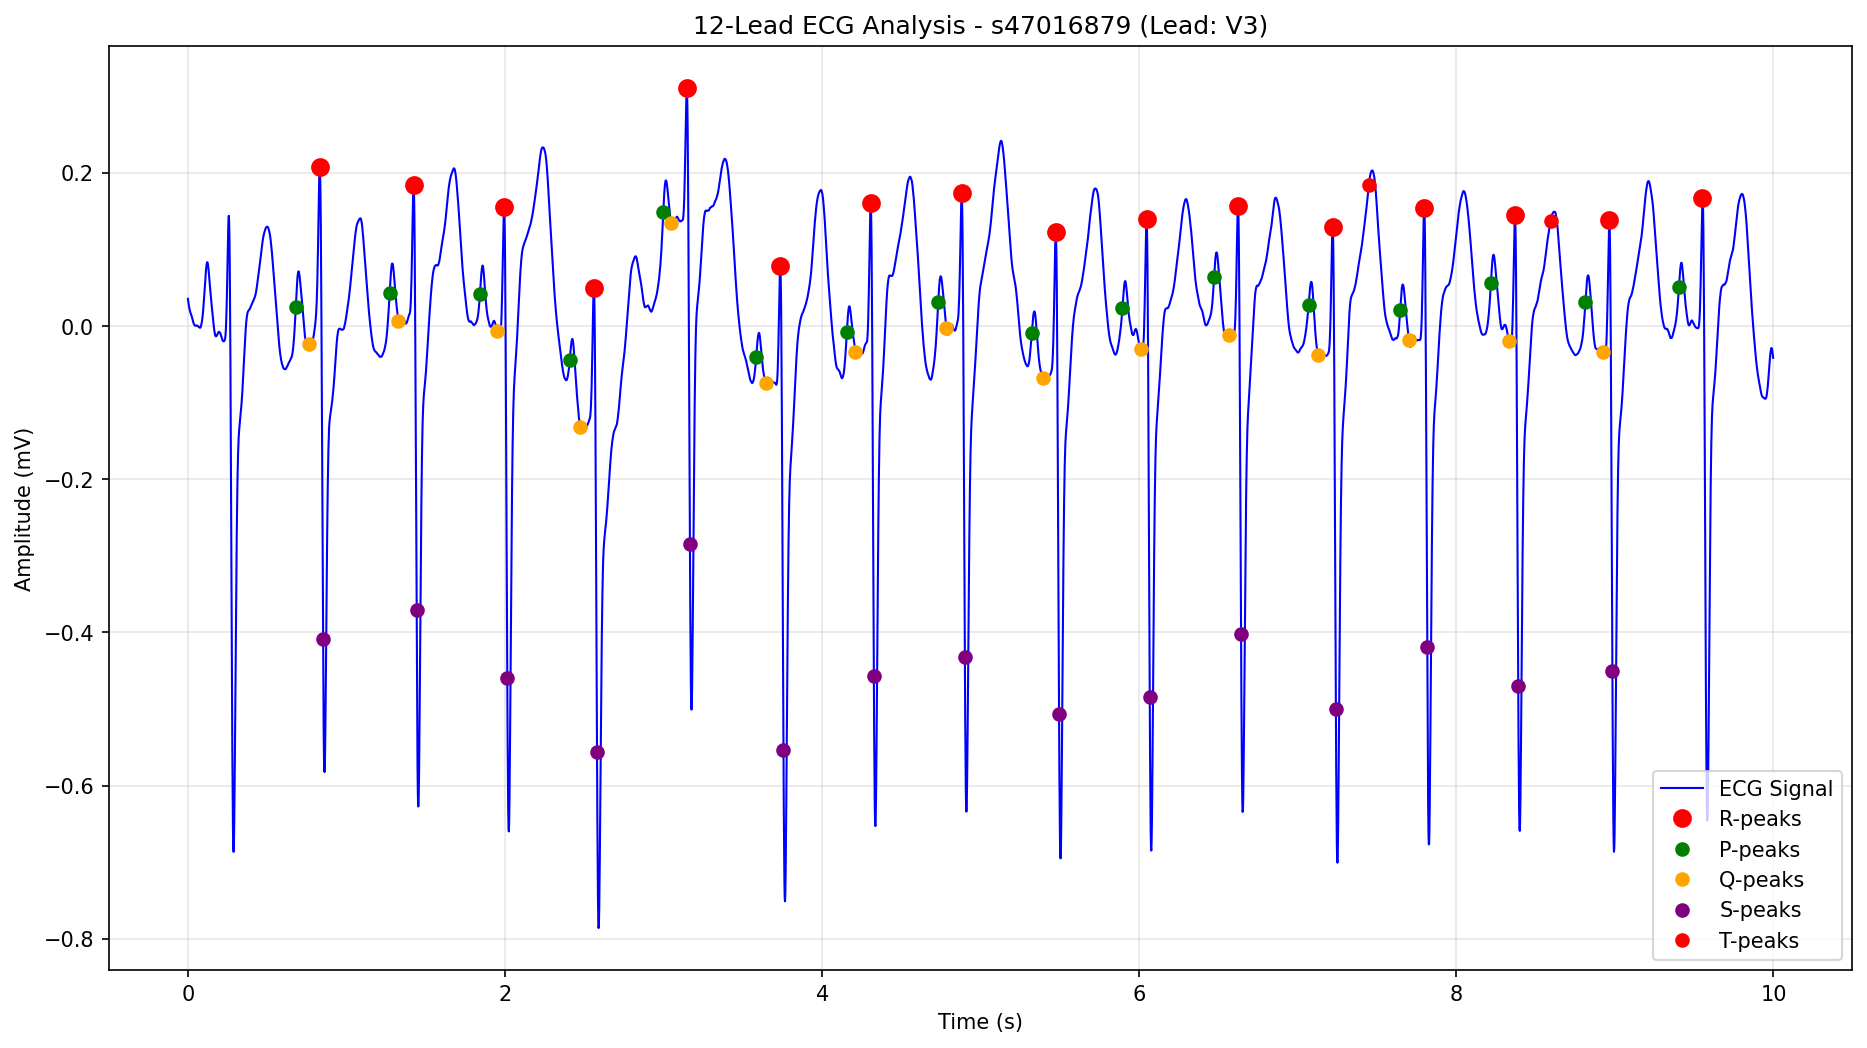 12-Lead ECG Analysis - s47016879 (Lead: V3)
Amplitude (mV)
0.2
0.0
−0.2
−0.4
−0.6
−0.8
ECG Signal
R-peaks
P-peaks
Q-peaks
S-peaks
T-peaks
0 2 4 6 8 10
Time (s)